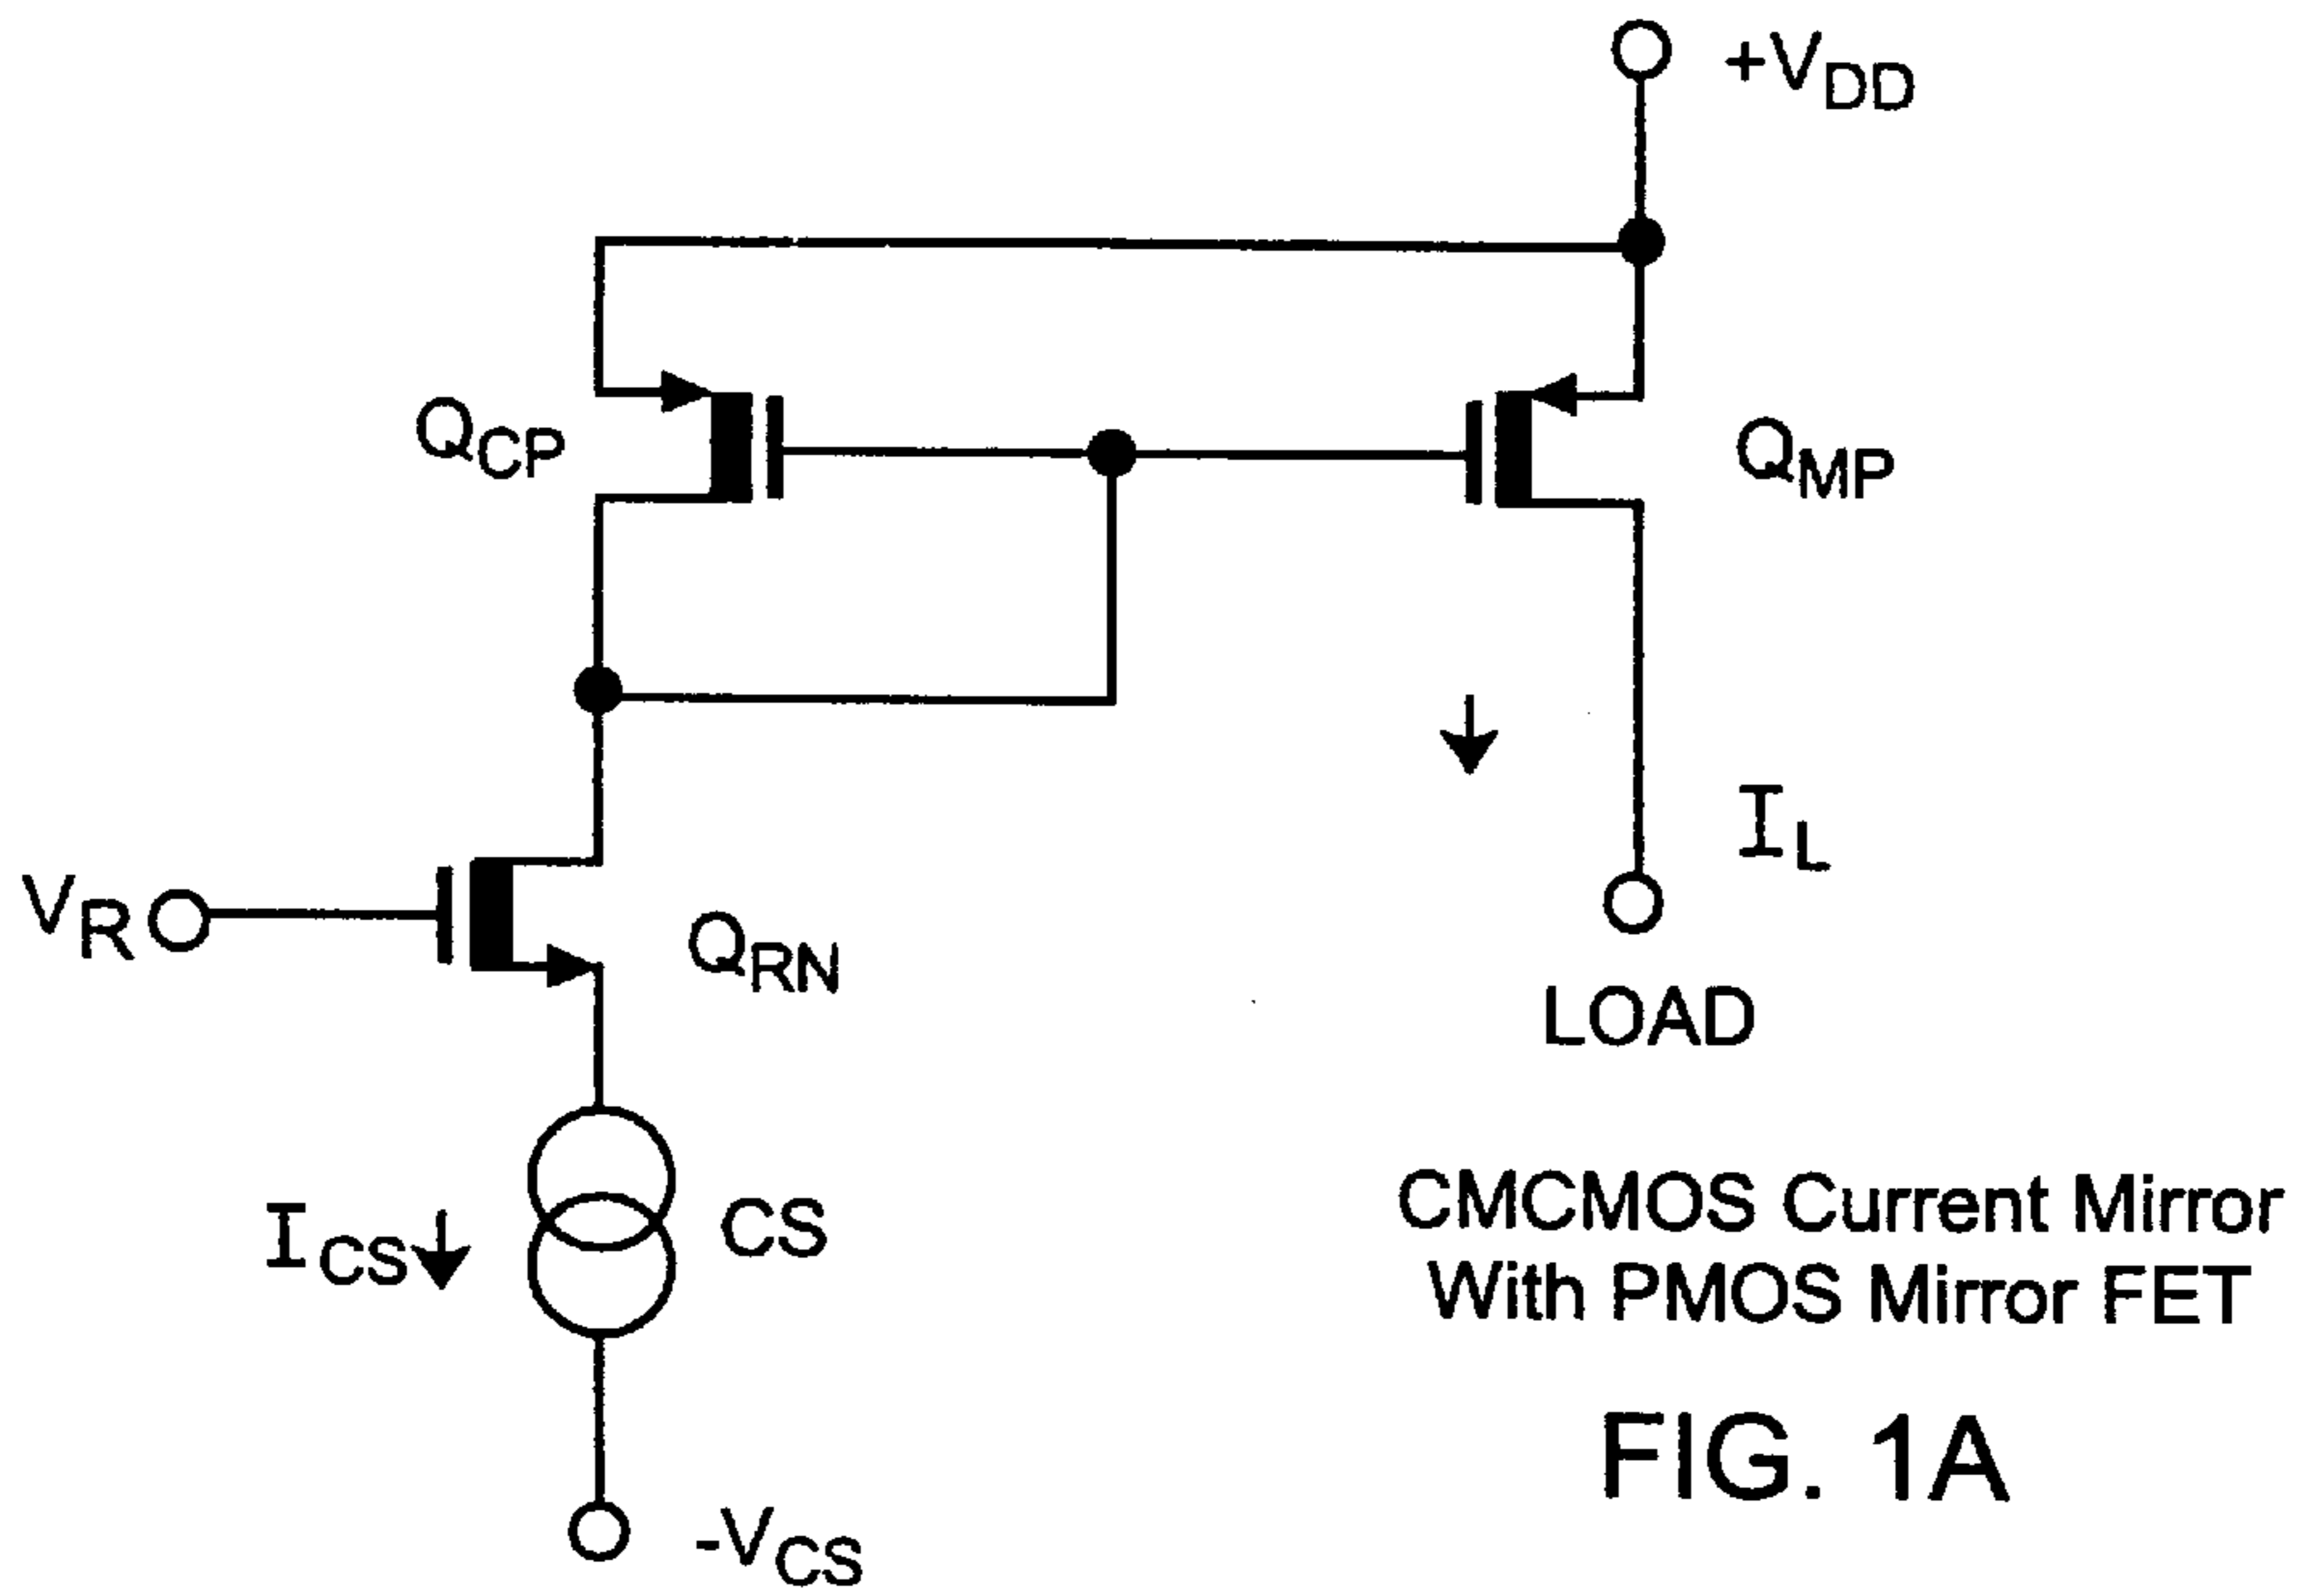 +VDD
QCP
QMP
VR
QRN
IL
LOAD
ICS
CS
CMCMOS Current Mirror
With PMOS Mirror FET
FIG. 1A
-VCS